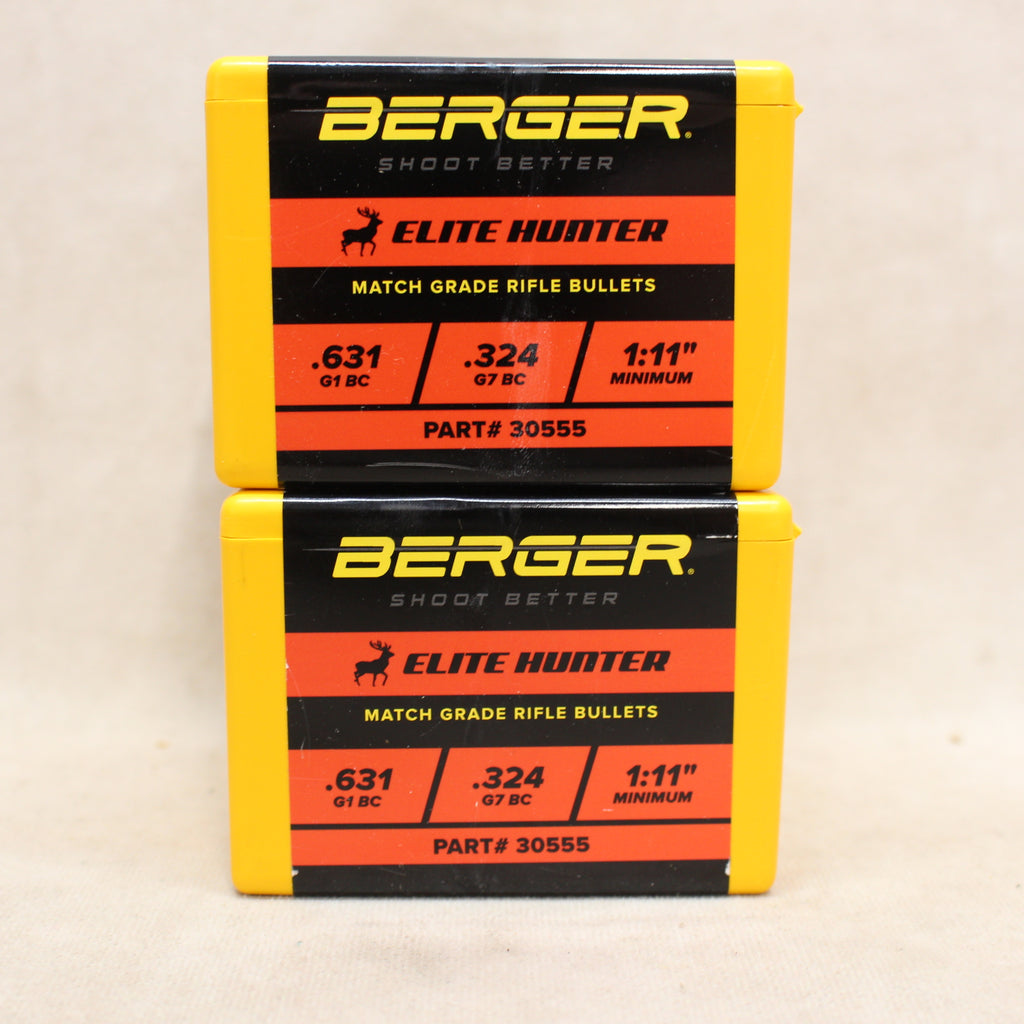 BERGER®
SHOOT BETTER
ELITE HUNTER
MATCH GRADE RIFLE BULLETS
.631 .324 1:11"
G1 BC G7 BC MINIMUM
PART# 30555
BERGER®
SHOOT BETTER
ELITE HUNTER
MATCH GRADE RIFLE BULLETS
.631 .324 1:11"
G1 BC G7 BC MINIMUM
PART# 30555